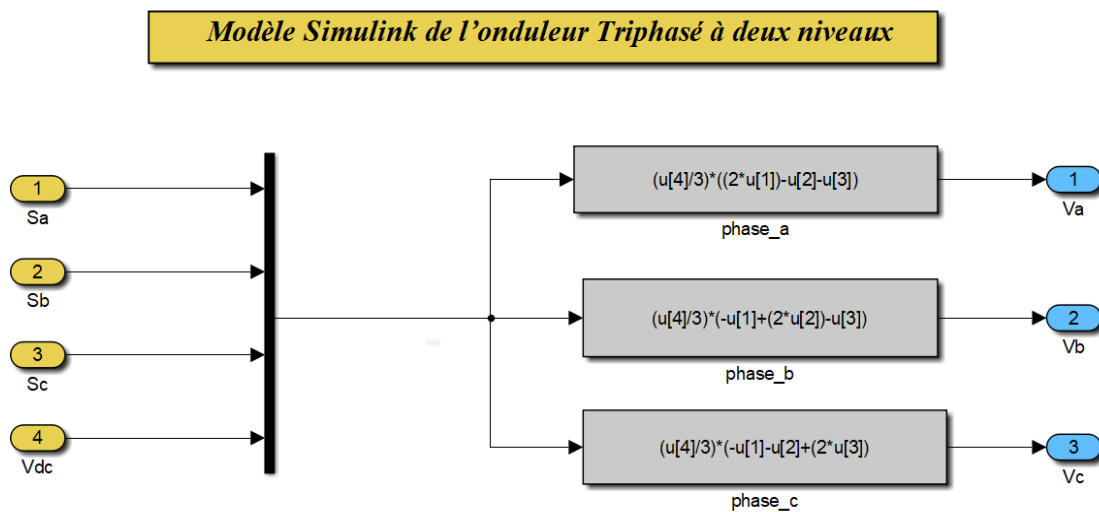 Modèle Simulink de l'onduleur Triphasé à deux niveaux
1
Sa
2
Sb
3
Sc
4
Vdc
(u[4]/3)*((2*u[1])-u[2]-u[3])
phase_a
(u[4]/3)*(-u[1]+(2*u[2])-u[3])
phase_b
(u[4]/3)*(-u[1]-u[2]+(2*u[3])
phase_c
1
Va
2
Vb
3
Vc